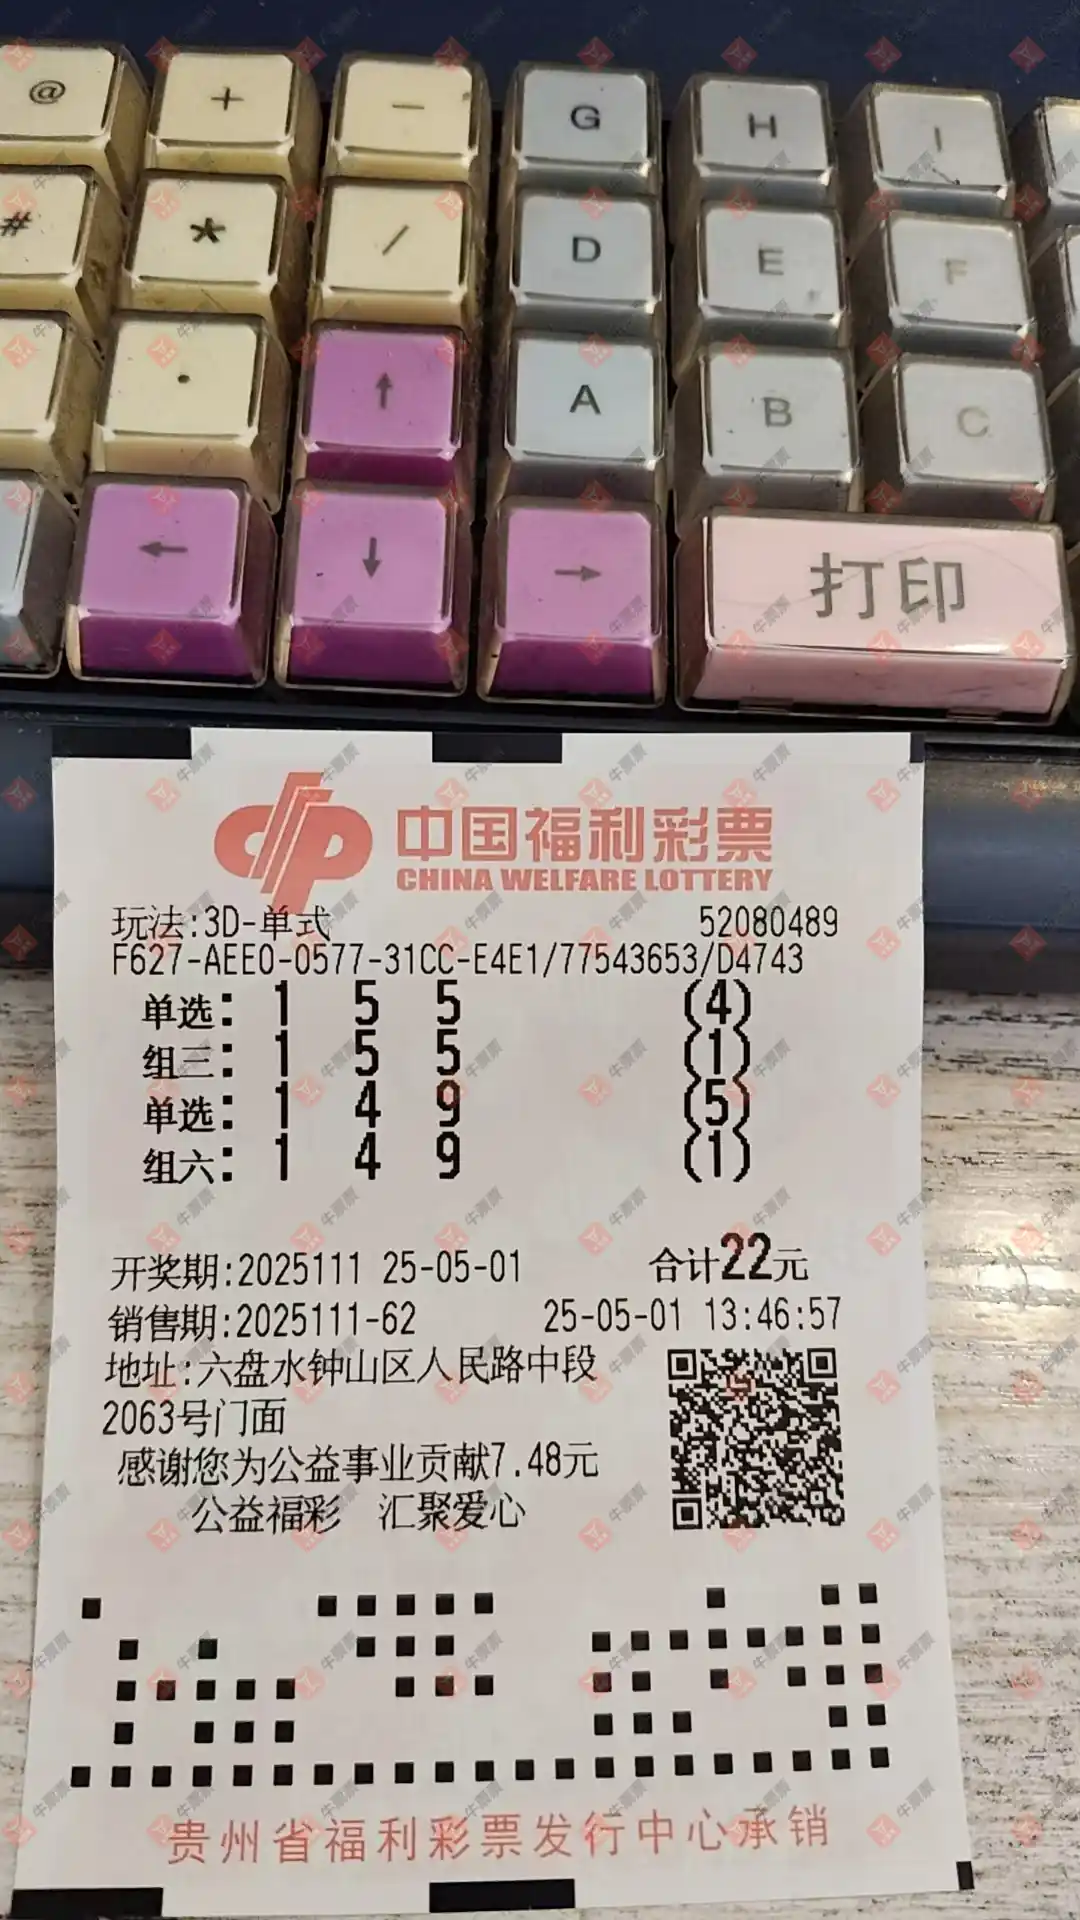 @ + − G H I
# * / D E F
. ↑ A B C
← ↓ → 打印
中国福利彩票
CHINA WELFARE LOTTERY
玩法:3D-单式 52080489
F627-AEE0-0577-31CC-E4E1/77543653/D4743
单选: 1 5 5 (4)
组三: 1 5 5 (1)
单选: 1 4 9 (5)
组六: 1 4 9 (1)
开奖期:2025111 25-05-01 合计22元
销售期:2025111-62 25-05-01 13:46:57
地址:六盘水钟山区人民路中段
2063号门面
感谢您为公益事业贡献7.48元
公益福彩 汇聚爱心
贵州省福利彩票发行中心承销
牛票票